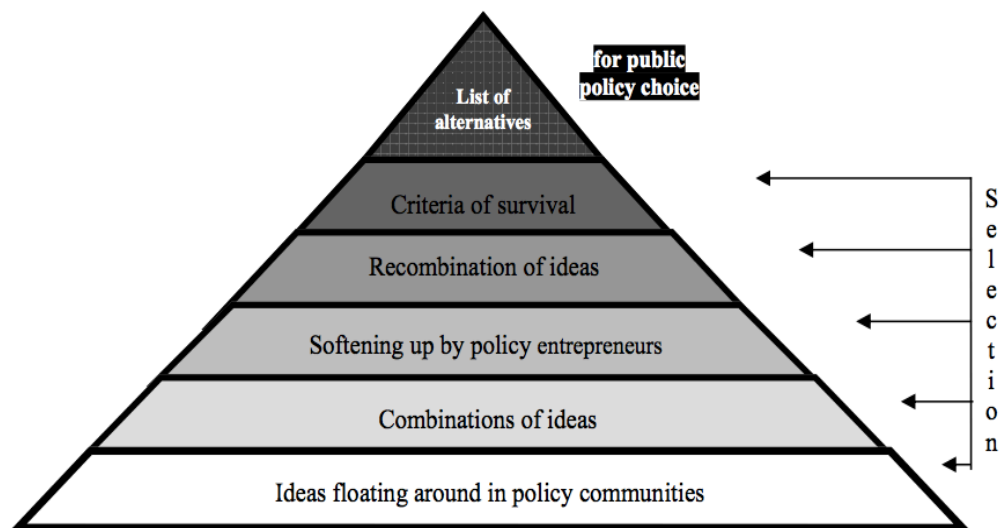 for public
policy choice
List of
alternatives
Criteria of survival
Recombination of ideas
Softening up by policy entrepreneurs
Combinations of ideas
Ideas floating around in policy communities
Selection